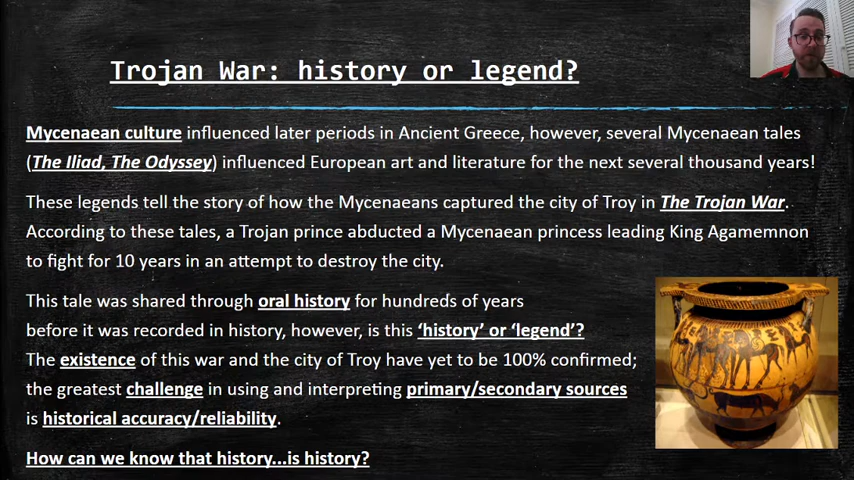 Trojan War: history or legend?
Mycenaean culture influenced later periods in Ancient Greece, however, several Mycenaean tales
(The Iliad, The Odyssey) influenced European art and literature for the next several thousand years!
These legends tell the story of how the Mycenaeans captured the city of Troy in The Trojan War.
According to these tales, a Trojan prince abducted a Mycenaean princess leading King Agamemnon
to fight for 10 years in an attempt to destroy the city.
This tale was shared through oral history for hundreds of years
before it was recorded in history, however, is this ‘history’ or ‘legend’?
The existence of this war and the city of Troy have yet to be 100% confirmed;
the greatest challenge in using and interpreting primary/secondary sources
is historical accuracy/reliability.
How can we know that history...is history?